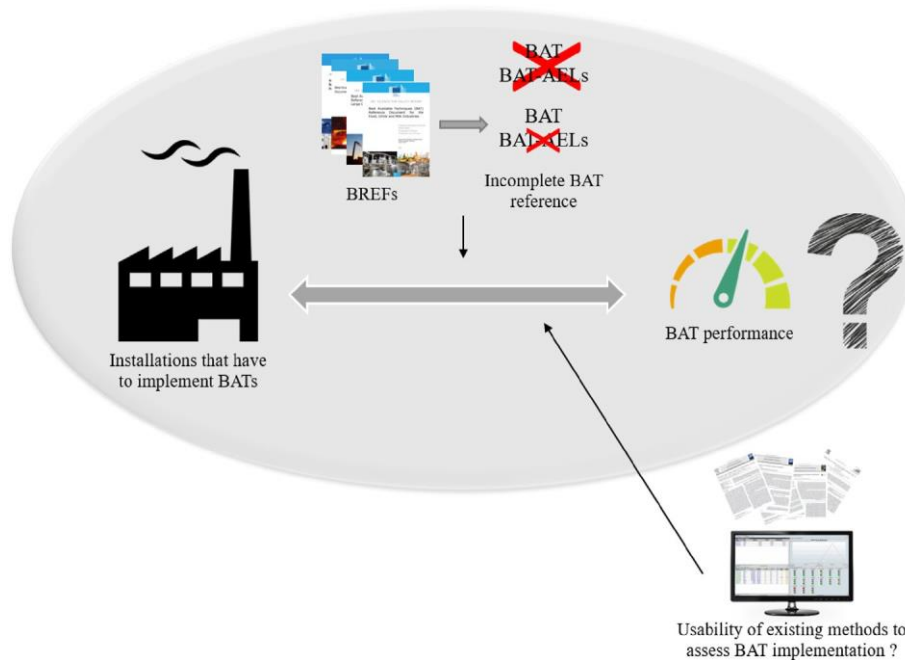 BAT
BAT-AELs
BAT
BAT-AELs
Incomplete BAT
reference
BREFs
Installations that have
to implement BATs
BAT performance
?
Usability of existing methods to
assess BAT implementation ?